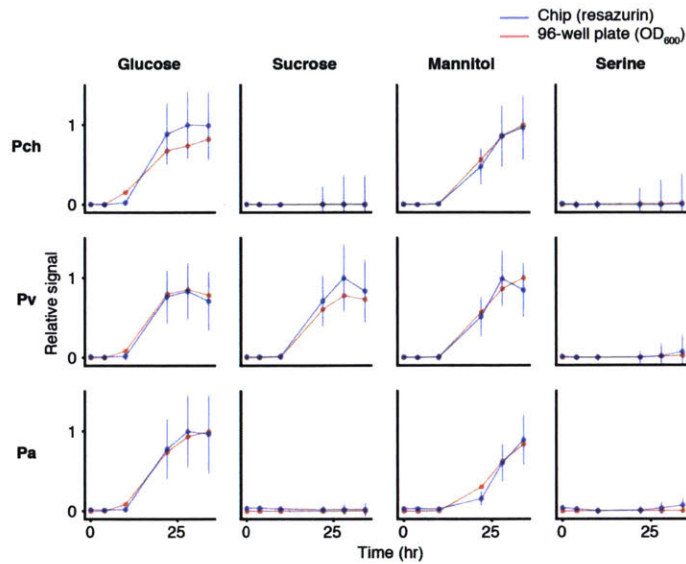 Chip (resazurin)
96-well plate (OD600)
Glucose Sucrose Mannitol Serine
Pch
1
0
Pv
Relative signal
1
0
Pa
1
0
0 25 0 25 0 25 0 25
Time (hr)